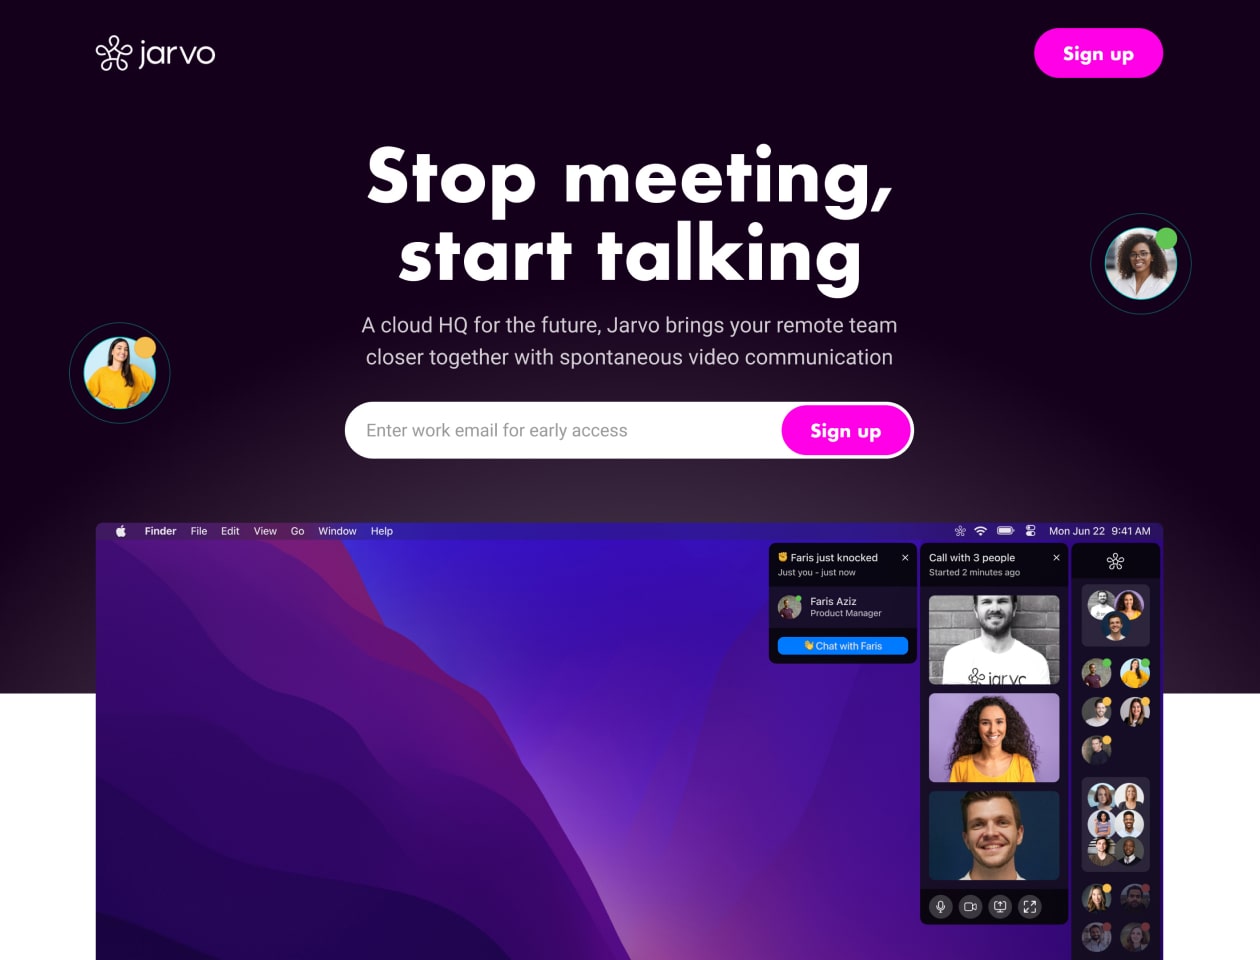 jarvo
Sign up
Stop meeting,
start talking
A cloud HQ for the future, Jarvo brings your remote team
closer together with spontaneous video communication
Enter work email for early access
Sign up
Finder File Edit View Go Window Help
Mon Jun 22 9:41 AM
Faris just knocked
Just you - just now
Faris Aziz
Product Manager
Chat with Faris
Call with 3 people
Started 2 minutes ago